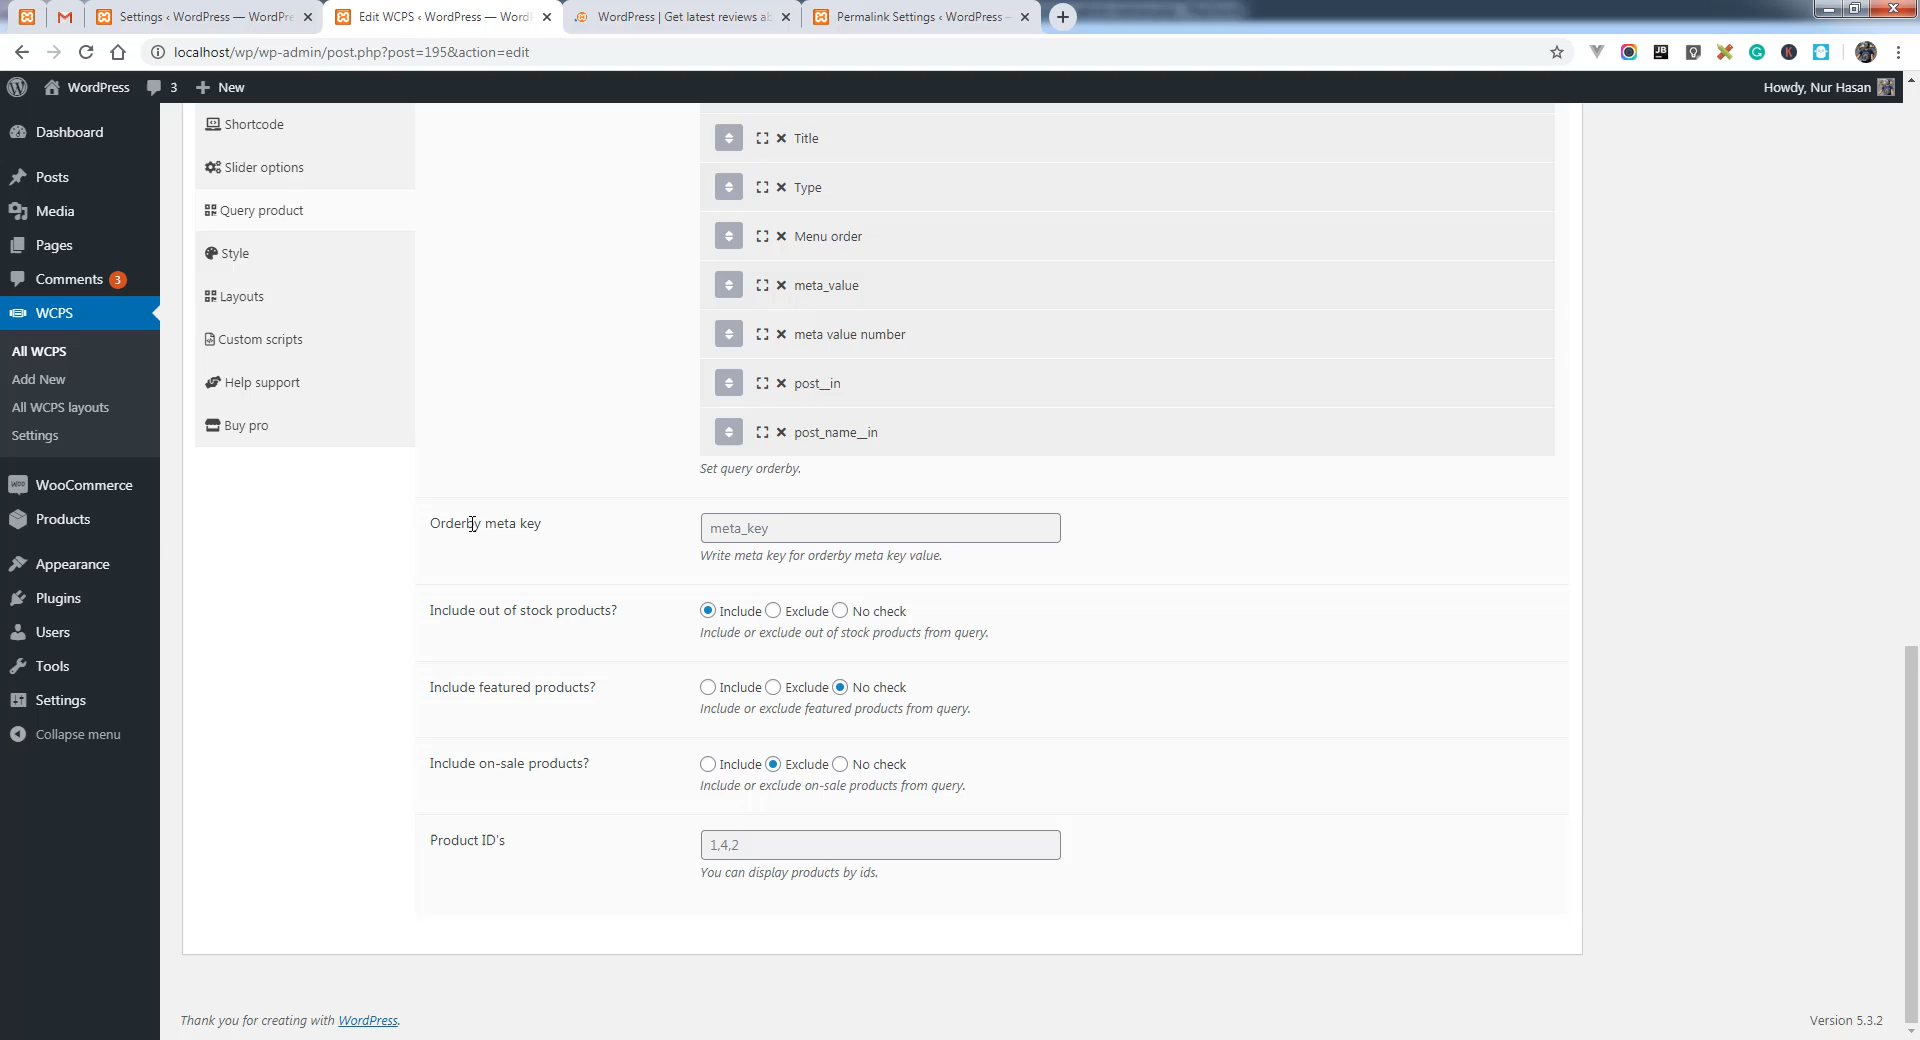 Settings ‹ WordPress — WordPre
Edit WCPS ‹ WordPress — Word
WordPress | Get latest reviews ab
Permalink Settings ‹ WordPress –
localhost/wp/wp-admin/post.php?post=195&action=edit
WordPress
3
New
Howdy, Nur Hasan
Dashboard
Posts
Media
Pages
Comments 3
WCPS
All WCPS
Add New
All WCPS layouts
Settings
WooCommerce
Products
Appearance
Plugins
Users
Tools
Settings
Collapse menu
Shortcode
Slider options
Query product
Style
Layouts
Custom scripts
Help support
Buy pro
Title
Type
Menu order
meta_value
meta value number
post__in
post_name__in
Set query orderby.
Orderby meta key
meta_key
Write meta key for orderby meta key value.
Include out of stock products?
Include Exclude No check
Include or exclude out of stock products from query.
Include featured products?
Include Exclude No check
Include or exclude featured products from query.
Include on-sale products?
Include Exclude No check
Include or exclude on-sale products from query.
Product ID's
1,4,2
You can display products by ids.
Thank you for creating with WordPress.
Version 5.3.2